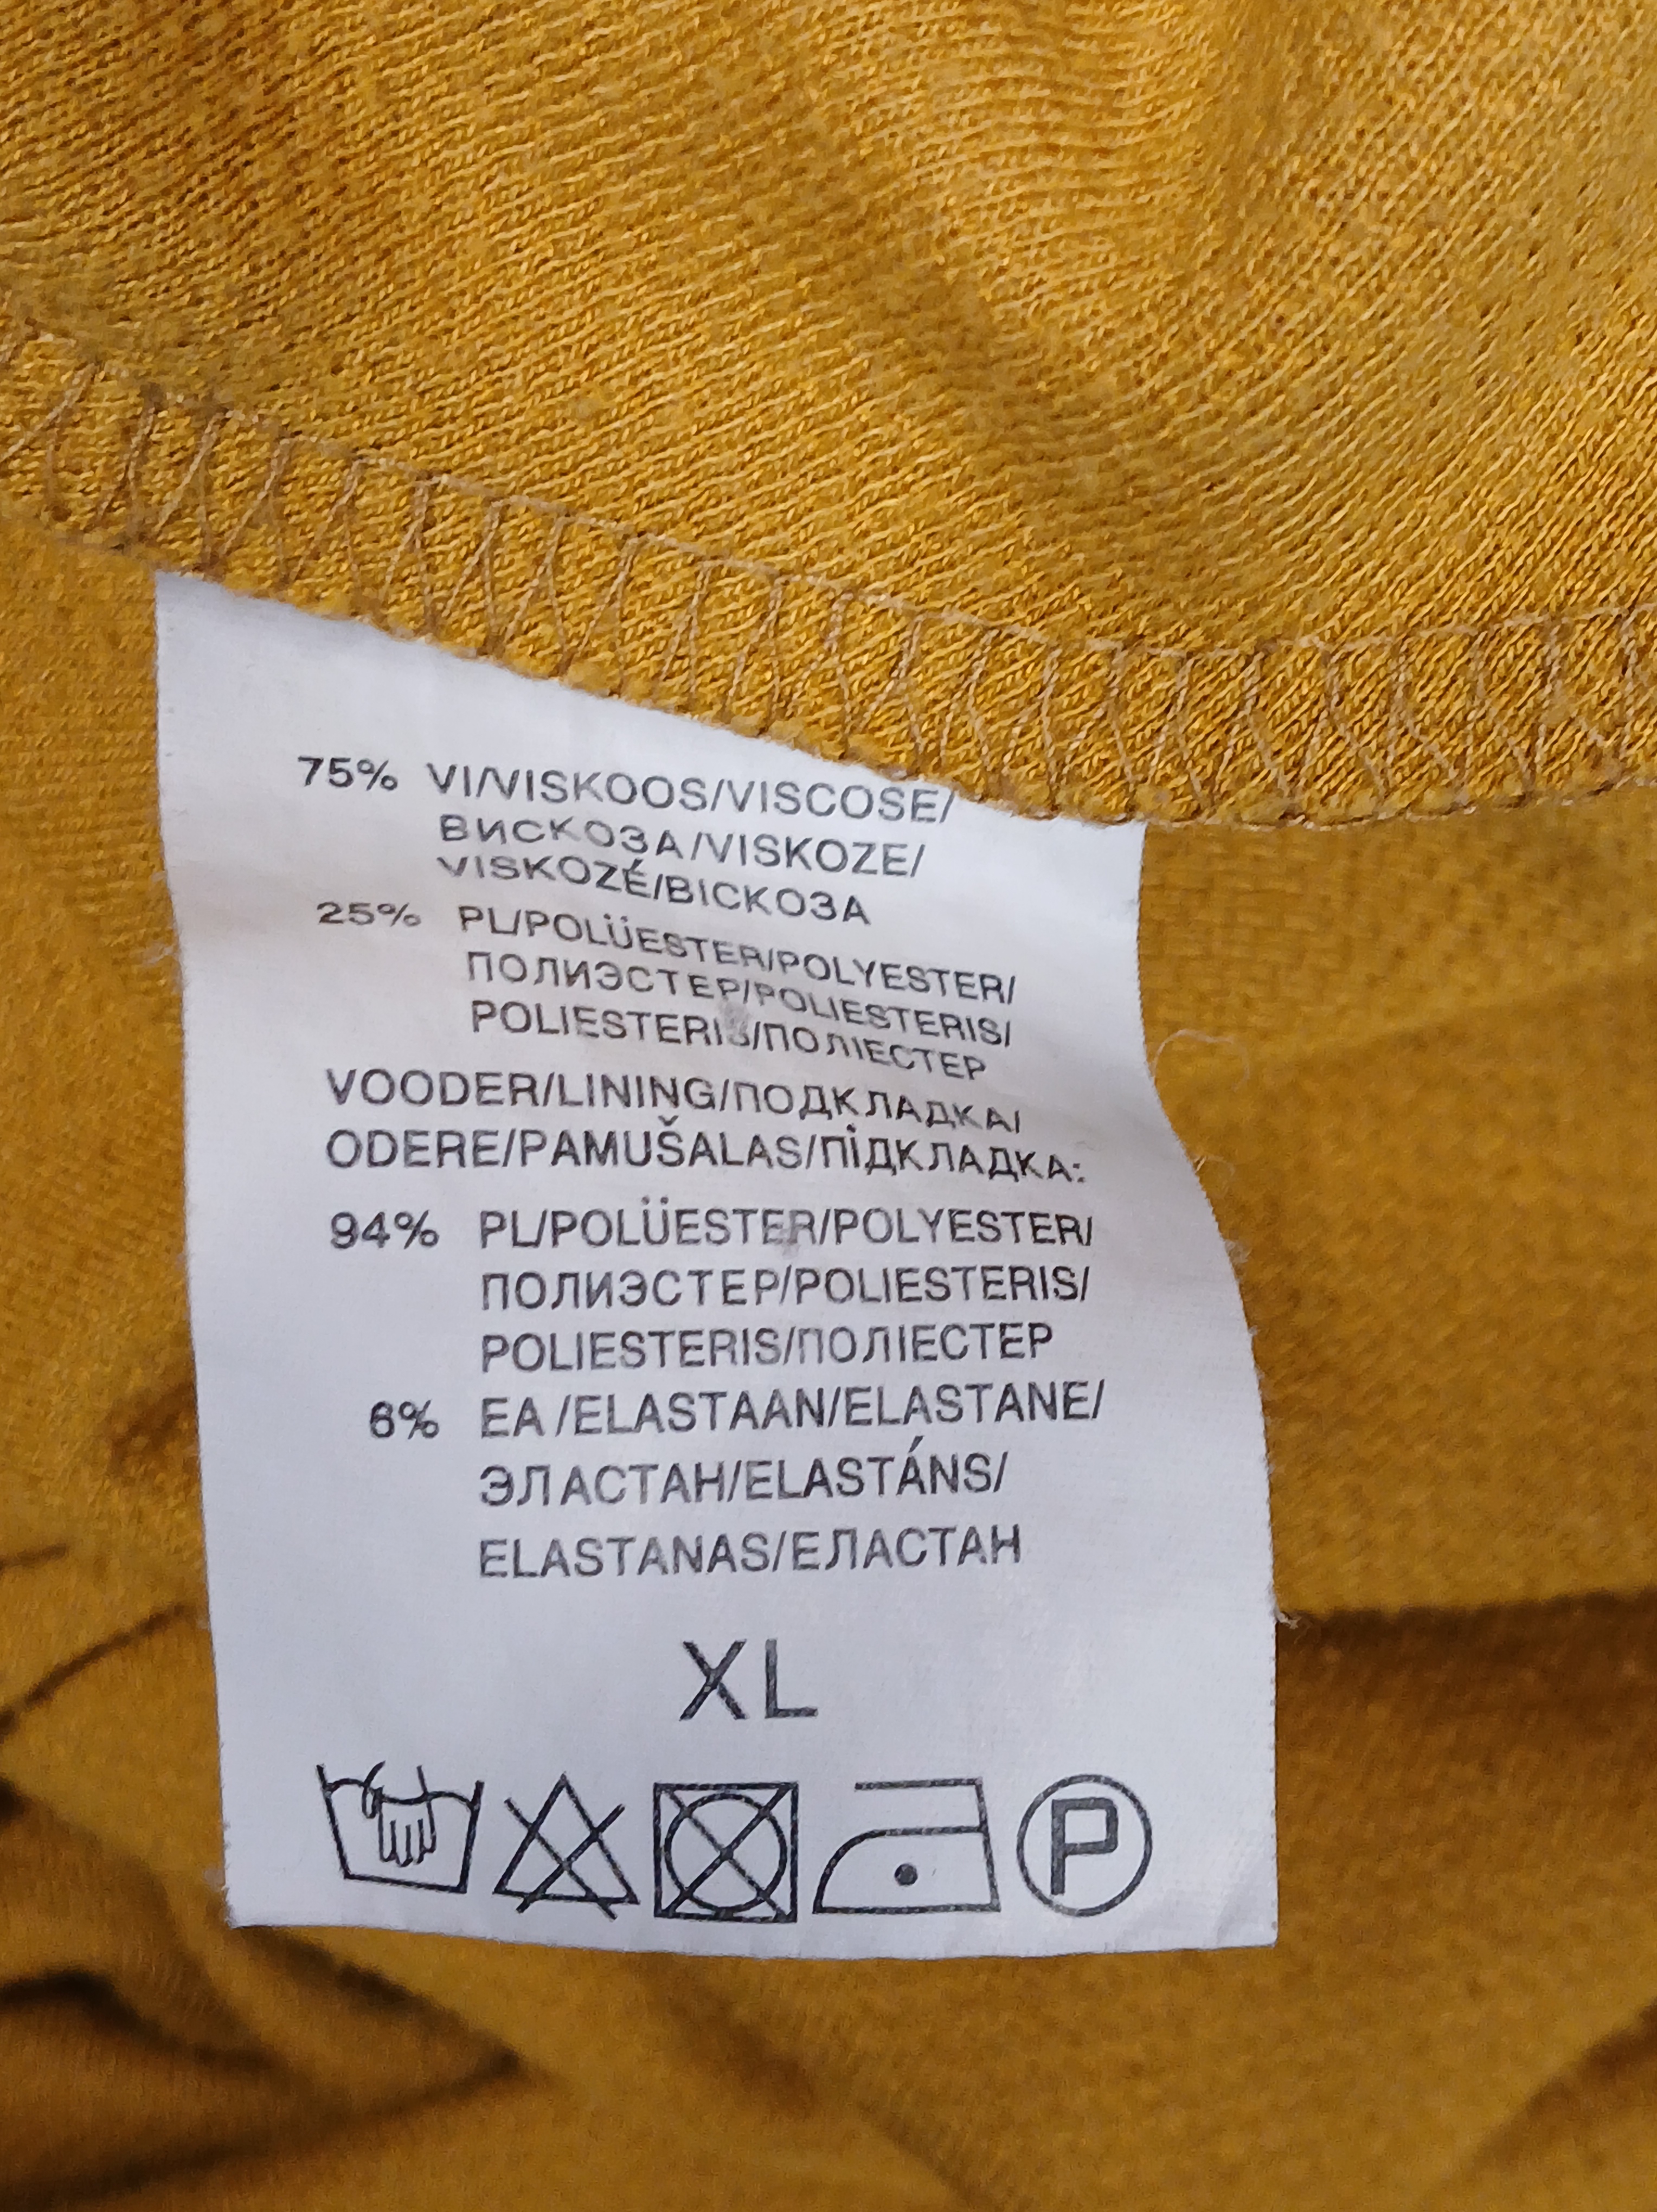 75% VI/VISKOOS/VISCOSE/
ВИСКОЗА/VISKOZE/
VISKOZĖ/ВІСКОЗА
25% PL/POLÜESTER/POLYESTER/
ПОЛИЭСТЕР/POLIESTERIS/
POLIESTERIS/ПОЛІЕСТЕР
VOODER/LINING/ПОДКЛАДКА/
ODERE/PAMUŠALAS/ПІДКЛАДКА:
94% PL/POLÜESTER/POLYESTER/
ПОЛИЭСТЕР/POLIESTERIS/
POLIESTERIS/ПОЛІЕСТЕР
6% EA/ELASTAAN/ELASTANE/
ЭЛАСТАН/ELASTÁNS/
ELASTANAS/ЕЛАСТАН
XL
P